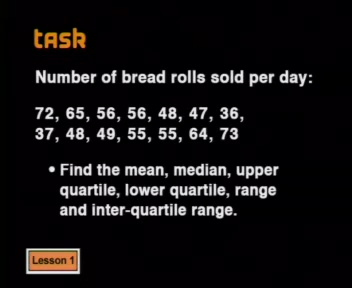 task
Number of bread rolls sold per day:
72, 65, 56, 56, 48, 47, 36,
37, 48, 49, 55, 55, 64, 73
• Find the mean, median, upper
quartile, lower quartile, range
and inter-quartile range.
Lesson 1